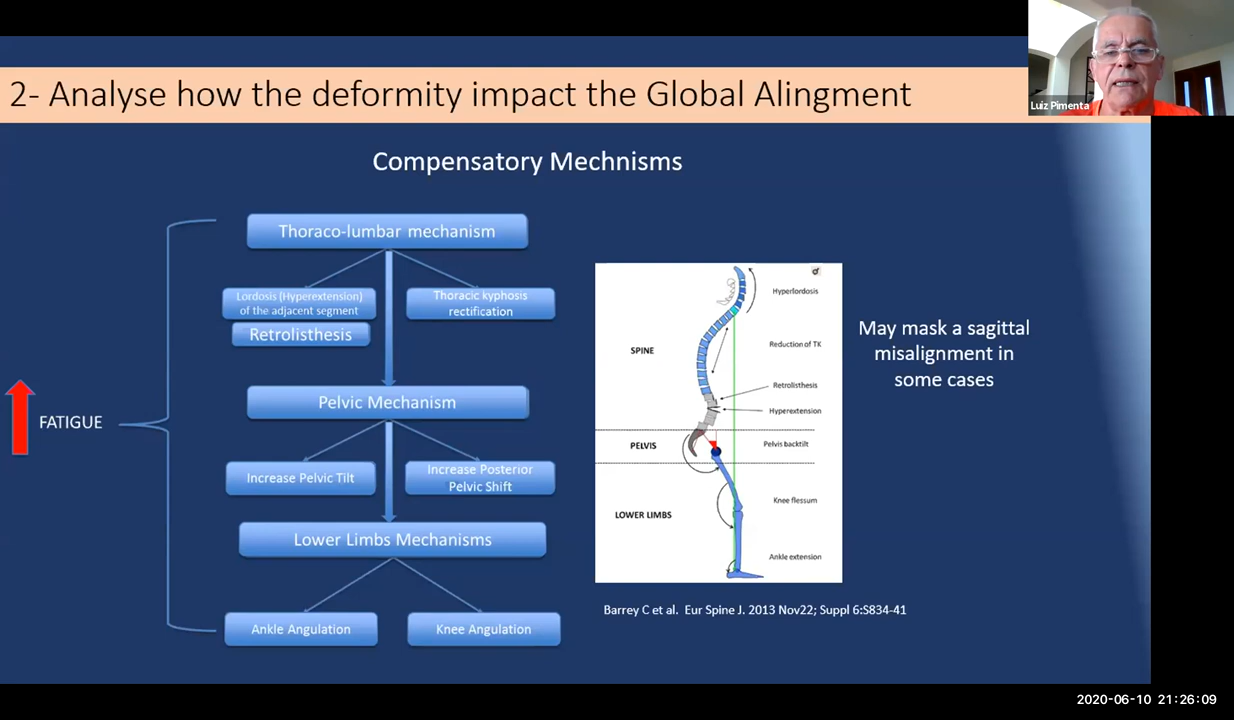 Luiz Pimenta
2- Analyse how the deformity impact the Global Alingment
Compensatory Mechnisms
Thoraco-lumbar mechanism
Lordosis (Hyperextension)
of the adjacent segment
Retrolisthesis
Thoracic kyphosis
rectification
Pelvic Mechanism
Increase Pelvic Tilt
Increase Posterior
Pelvic Shift
Lower Limbs Mechanisms
Ankle Angulation
Knee Angulation
FATIGUE
SPINE
PELVIS
LOWER LIMBS
Hyperlordosis
Reduction of TK
Retrolisthesis
Hyperextension
Pelvis backtilt
Knee flessum
Ankle extension
Barrey C et al. Eur Spine J. 2013 Nov22; Suppl 6:S834-41
May mask a sagittal
misalignment in
some cases
2020-06-10 21:26:09